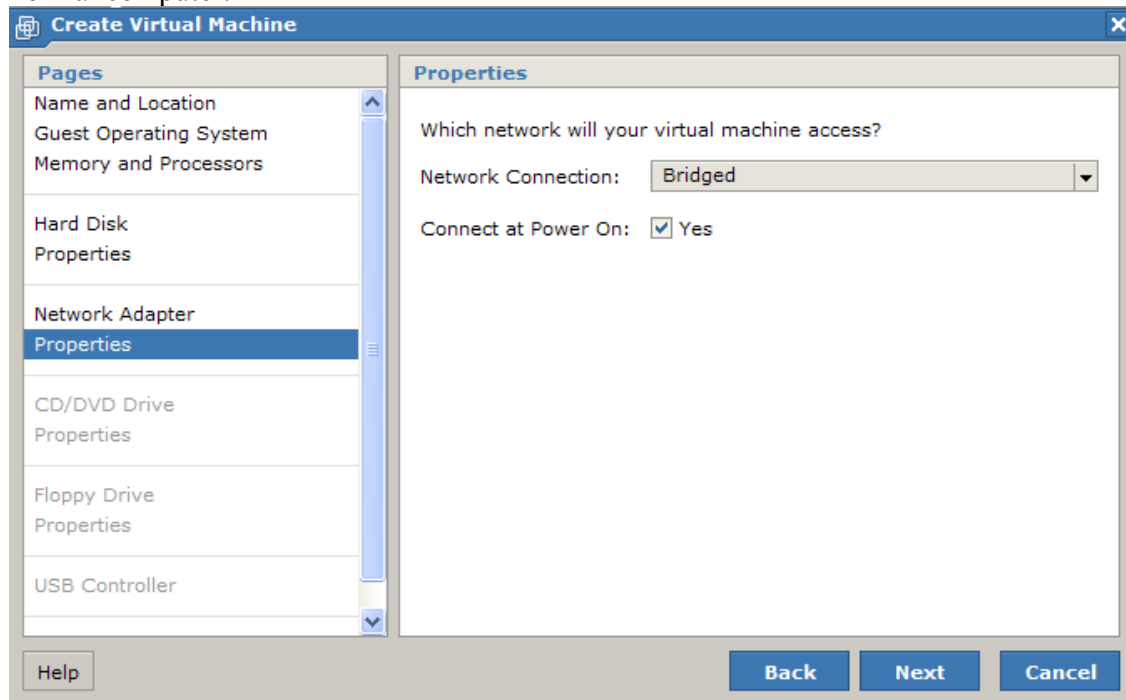 Create Virtual Machine
Pages
Name and Location
Guest Operating System
Memory and Processors
Hard Disk
Properties
Network Adapter
Properties
CD/DVD Drive
Properties
Floppy Drive
Properties
USB Controller
Properties
Which network will your virtual machine access?
Network Connection: Bridged
Connect at Power On: Yes
Help Back Next Cancel